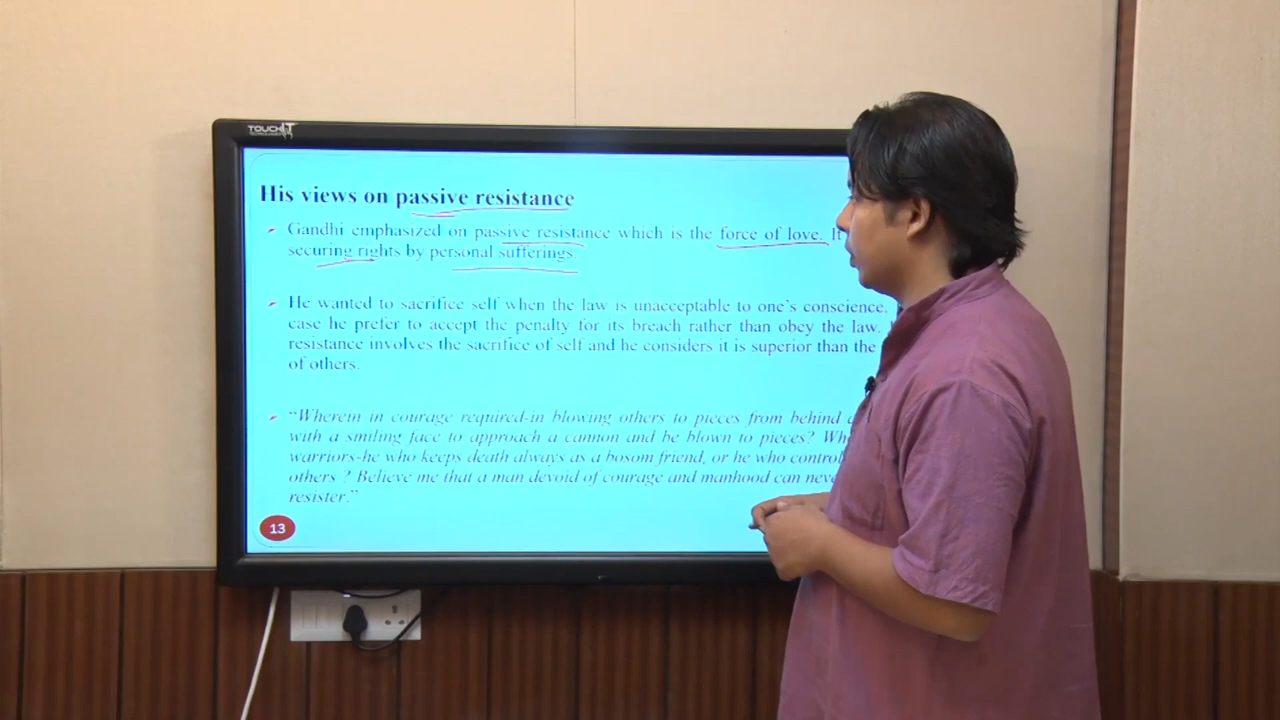 TOUCHIT
His views on passive resistance
Gandhi emphasized on passive resistance which is the force of love. It
securing rights by personal sufferings.
He wanted to sacrifice self when the law is unacceptable to one's conscience.
case he prefer to accept the penalty for its breach rather than obey the law.
resistance involves the sacrifice of self and he considers it is superior than the
of others.
“Wherein in courage required-in blowing others to pieces from behind
with a smiling face to approach a cannon and be blown to pieces?
warriors-he who keeps death always as a bosom friend, or he who
others ? Believe me that a man devoid of courage and manhood can
resister.”
13